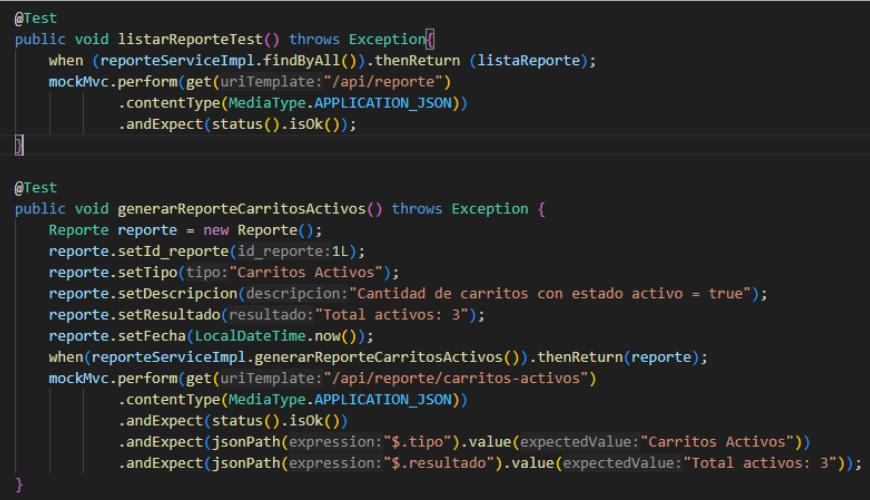 @Test
public void listarReporteTest() throws Exception{
    when (reporteServiceImpl.findByAll()).thenReturn (listaReporte);
    mockMvc.perform(get(uriTemplate:"/api/reporte")
            .contentType(MediaType.APPLICATION_JSON))
            .andExpect(status().isOk());
}
@Test
public void generarReporteCarritosActivos() throws Exception {
    Reporte reporte = new Reporte();
    reporte.setId_reporte(id_reporte:1L);
    reporte.setTipo(tipo:"Carritos Activos");
    reporte.setDescripcion(descripcion:"Cantidad de carritos con estado activo = true");
    reporte.setResultado(resultado:"Total activos: 3");
    reporte.setFecha(LocalDateTime.now());
    when(reporteServiceImpl.generarReporteCarritosActivos()).thenReturn(reporte);
    mockMvc.perform(get(uriTemplate:"/api/reporte/carritos-activos")
            .contentType(MediaType.APPLICATION_JSON))
            .andExpect(status().isOk())
            .andExpect(jsonPath(expression:"$.tipo").value(expectedValue:"Carritos Activos"))
            .andExpect(jsonPath(expression:"$.resultado").value(expectedValue:"Total activos: 3"));
}